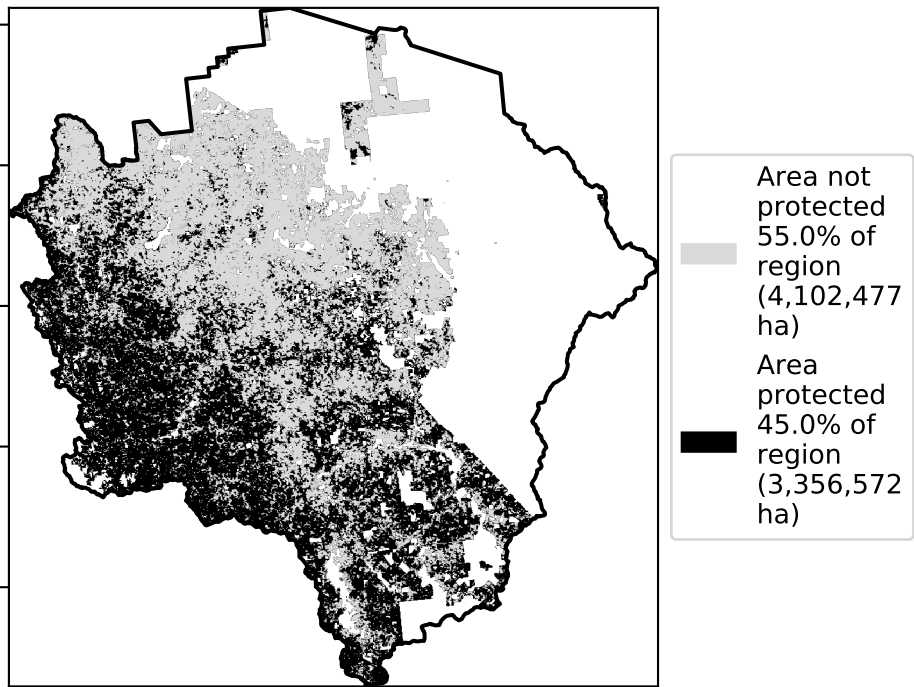 Area not
protected
55.0% of
region
(4,102,477
ha)
Area
protected
45.0% of
region
(3,356,572
ha)